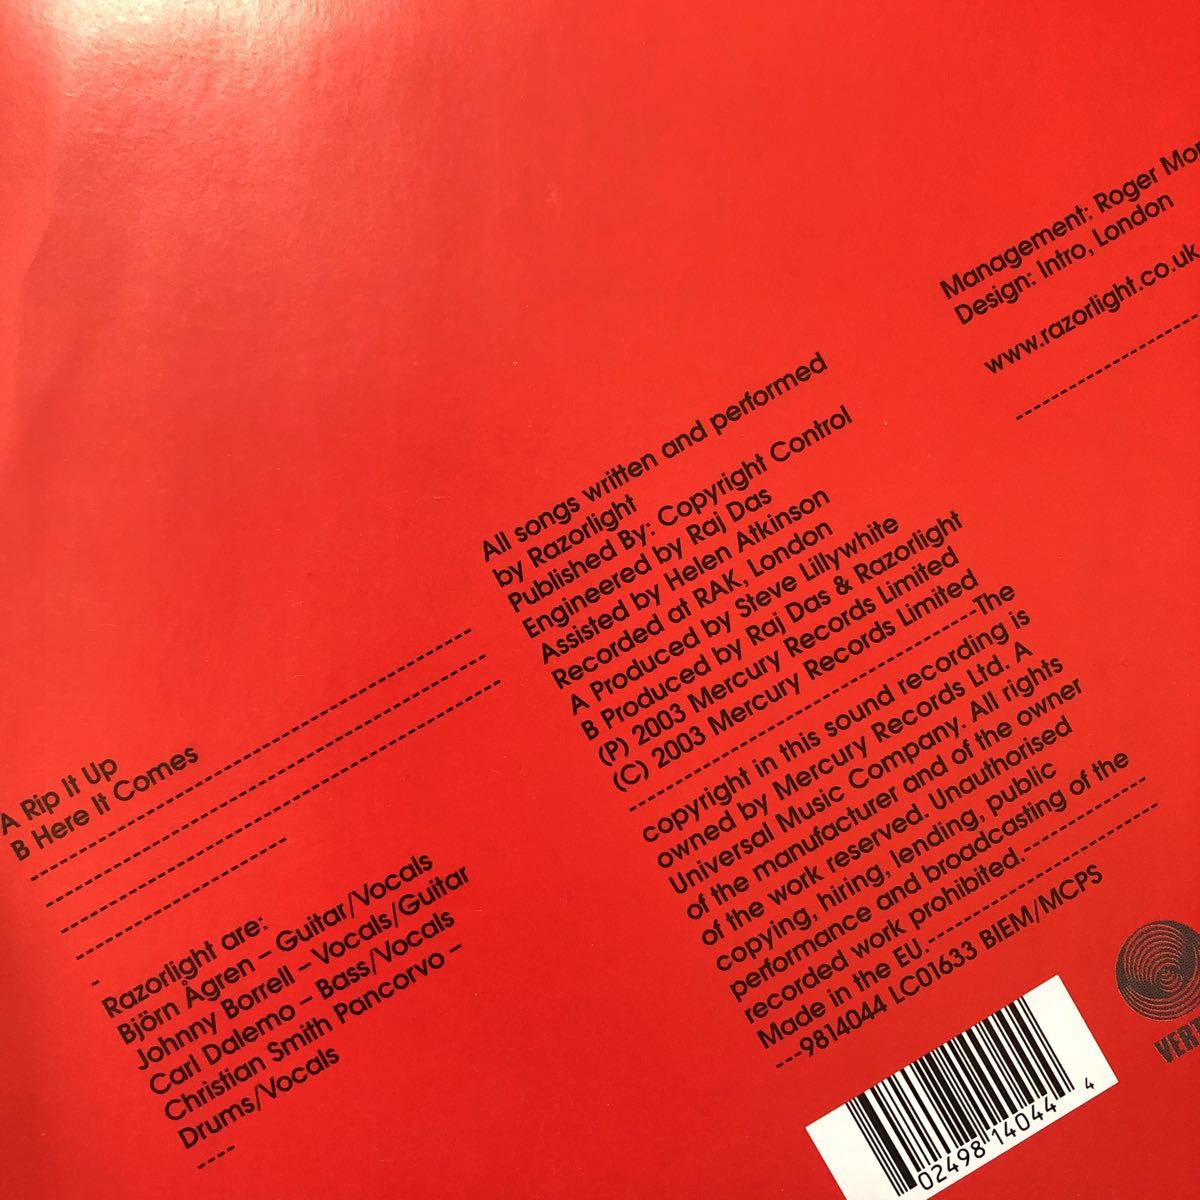 A Rip It Up
B Here It Comes
Razorlight are:
Björn Ågren – Guitar/Vocals
Johnny Borrell – Vocals/Guitar
Carl Dalemo – Bass/Vocals
Christian Smith Pancorvo –
Drums/Vocals
All songs written and performed
by Razorlight
Published By: Copyright Control
Engineered by Raj Das
Assisted by Helen Atkinson
Recorded at RAK, London
A Produced by Steve Lillywhite
B Produced by Raj Das & Razorlight
(P) 2003 Mercury Records Limited
(C) 2003 Mercury Records Limited
The
copyright in this sound recording is
owned by Mercury Records Ltd. A
Universal Music Company. All rights
of the manufacturer and of the owner
of the work reserved. Unauthorised
copying, hiring, lending, public
performance and broadcasting of the
recorded work prohibited.
Made in the EU.
---9814044 LC01633 BIEM/MCPS
Management: Roger
Design: Intro, London
www.razorlight.co.uk
02498 14044 4